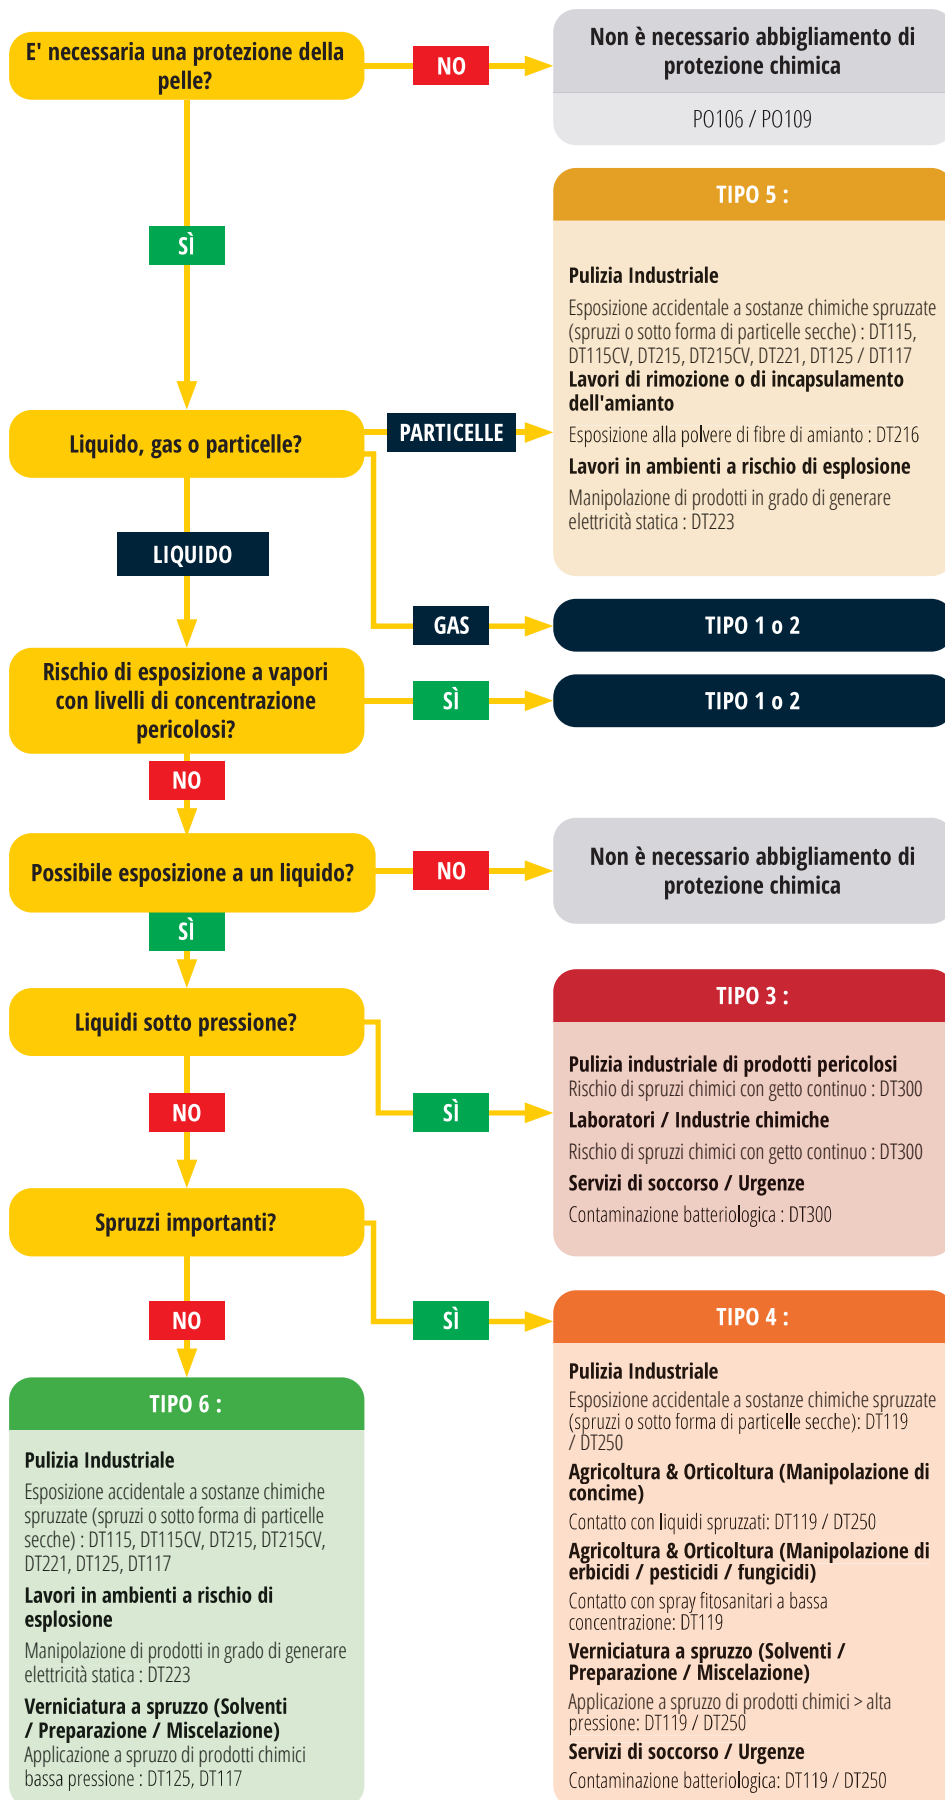 E' necessaria una protezione della
pelle?
NO
Non è necessario abbigliamento di
protezione chimica
PO106 / PO109
SÌ
TIPO 5 :
Pulizia Industriale
Esposizione accidentale a sostanze chimiche spruzzate
(spruzzi o sotto forma di particelle secche) : DT115,
DT115CV, DT215, DT215CV, DT221, DT125 / DT117
Lavori di rimozione o di incapsulamento
dell'amianto
Esposizione alla polvere di fibre di amianto : DT216
Lavori in ambienti a rischio di esplosione
Manipolazione di prodotti in grado di generare
elettricità statica : DT223
Liquido, gas o particelle?
PARTICELLE
LIQUIDO
GAS
TIPO 1 o 2
Rischio di esposizione a vapori
con livelli di concentrazione
pericolosi?
SÌ
TIPO 1 o 2
NO
Possibile esposizione a un liquido?
NO
Non è necessario abbigliamento di
protezione chimica
SÌ
Liquidi sotto pressione?
SÌ
TIPO 3 :
Pulizia industriale di prodotti pericolosi
Rischio di spruzzi chimici con getto continuo : DT300
Laboratori / Industrie chimiche
Rischio di spruzzi chimici con getto continuo : DT300
Servizi di soccorso / Urgenze
Contaminazione batteriologica : DT300
NO
Spruzzi importanti?
SÌ
TIPO 4 :
Pulizia Industriale
Esposizione accidentale a sostanze chimiche spruzzate
(spruzzi o sotto forma di particelle secche): DT119
/ DT250
Agricoltura & Orticoltura (Manipolazione di
concime)
Contatto con liquidi spruzzati: DT119 / DT250
Agricoltura & Orticoltura (Manipolazione di
erbicidi / pesticidi / fungicidi)
Contatto con spray fitosanitari a bassa
concentrazione: DT119
Verniciatura a spruzzo (Solventi /
Preparazione / Miscelazione)
Applicazione a spruzzo di prodotti chimici > alta
pressione: DT119 / DT250
Servizi di soccorso / Urgenze
Contaminazione batteriologica: DT119 / DT250
NO
TIPO 6 :
Pulizia Industriale
Esposizione accidentale a sostanze chimiche
spruzzate (spruzzi o sotto forma di particelle
secche) : DT115, DT115CV, DT215, DT215CV,
DT221, DT125, DT117
Lavori in ambienti a rischio di
esplosione
Manipolazione di prodotti in grado di generare
elettricità statica : DT223
Verniciatura a spruzzo (Solventi
/ Preparazione / Miscelazione)
Applicazione a spruzzo di prodotti chimici
bassa pressione : DT125, DT117